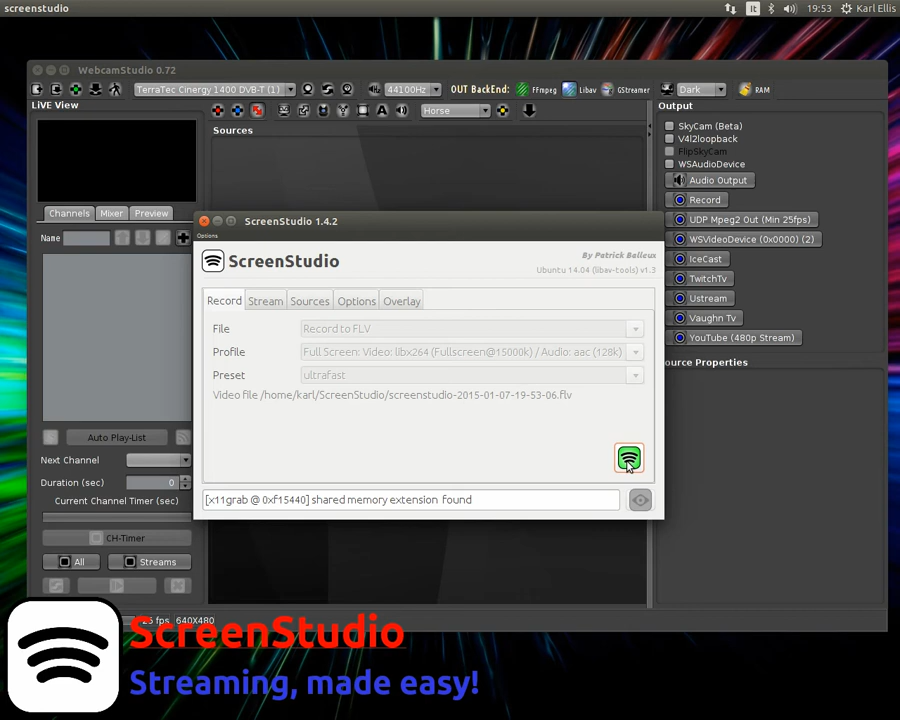 screenstudio
It
19:53
Karl Ellis
WebcamStudio 0.72
TerraTec Cinergy 1400 DVB-T (1)
44100Hz
OUT BackEnd:
FFmpeg
Libav
GStreamer
Dark
RAM
LiVE View
Horse
Sources
Output
SkyCam (Beta)
V4l2loopback
FlipSkyCam
WSAudioDevice
Audio Output
Record
UDP Mpeg2 Out (Min 25fps)
WSVideoDevice (0x0000) (2)
IceCast
TwitchTv
Ustream
Vaughn Tv
YouTube (480p Stream)
ource Properties
Channels
Mixer
Preview
Name
Auto Play-List
Next Channel
Duration (sec)
0
Current Channel Timer (sec)
CH-Timer
All
Streams
25 fps
640X480
ScreenStudio 1.4.2
Options
ScreenStudio
By Patrick Balleux
Ubuntu 14.04 (libav-tools) v1.3
Record
Stream
Sources
Options
Overlay
File
Record to FLV
Profile
Full Screen: Video: libx264 (Fullscreen@15000k) / Audio: aac (128k)
Preset
ultrafast
Video file /home/karl/ScreenStudio/screenstudio-2015-01-07-19-53-06.flv
[x11grab @ 0xf15440] shared memory extension found
ScreenStudio
Streaming, made easy!